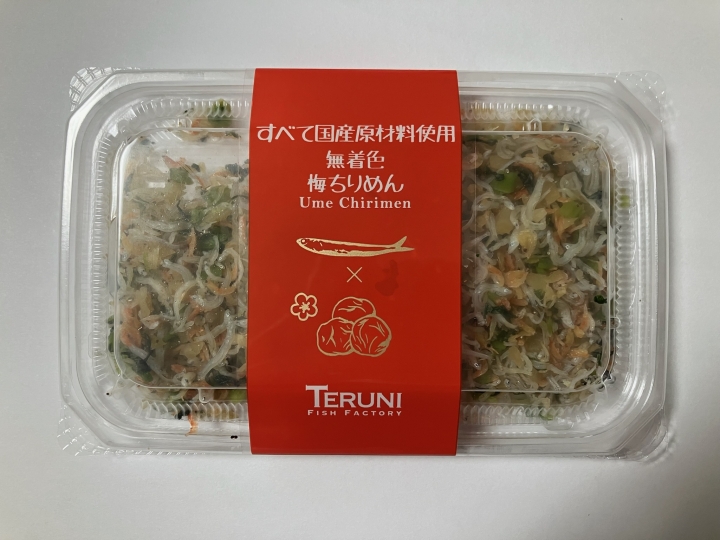 すべて国産原材料使用
無着色
梅ちりめん
Ume Chirimen
×
TERUNI
FISH FACTORY